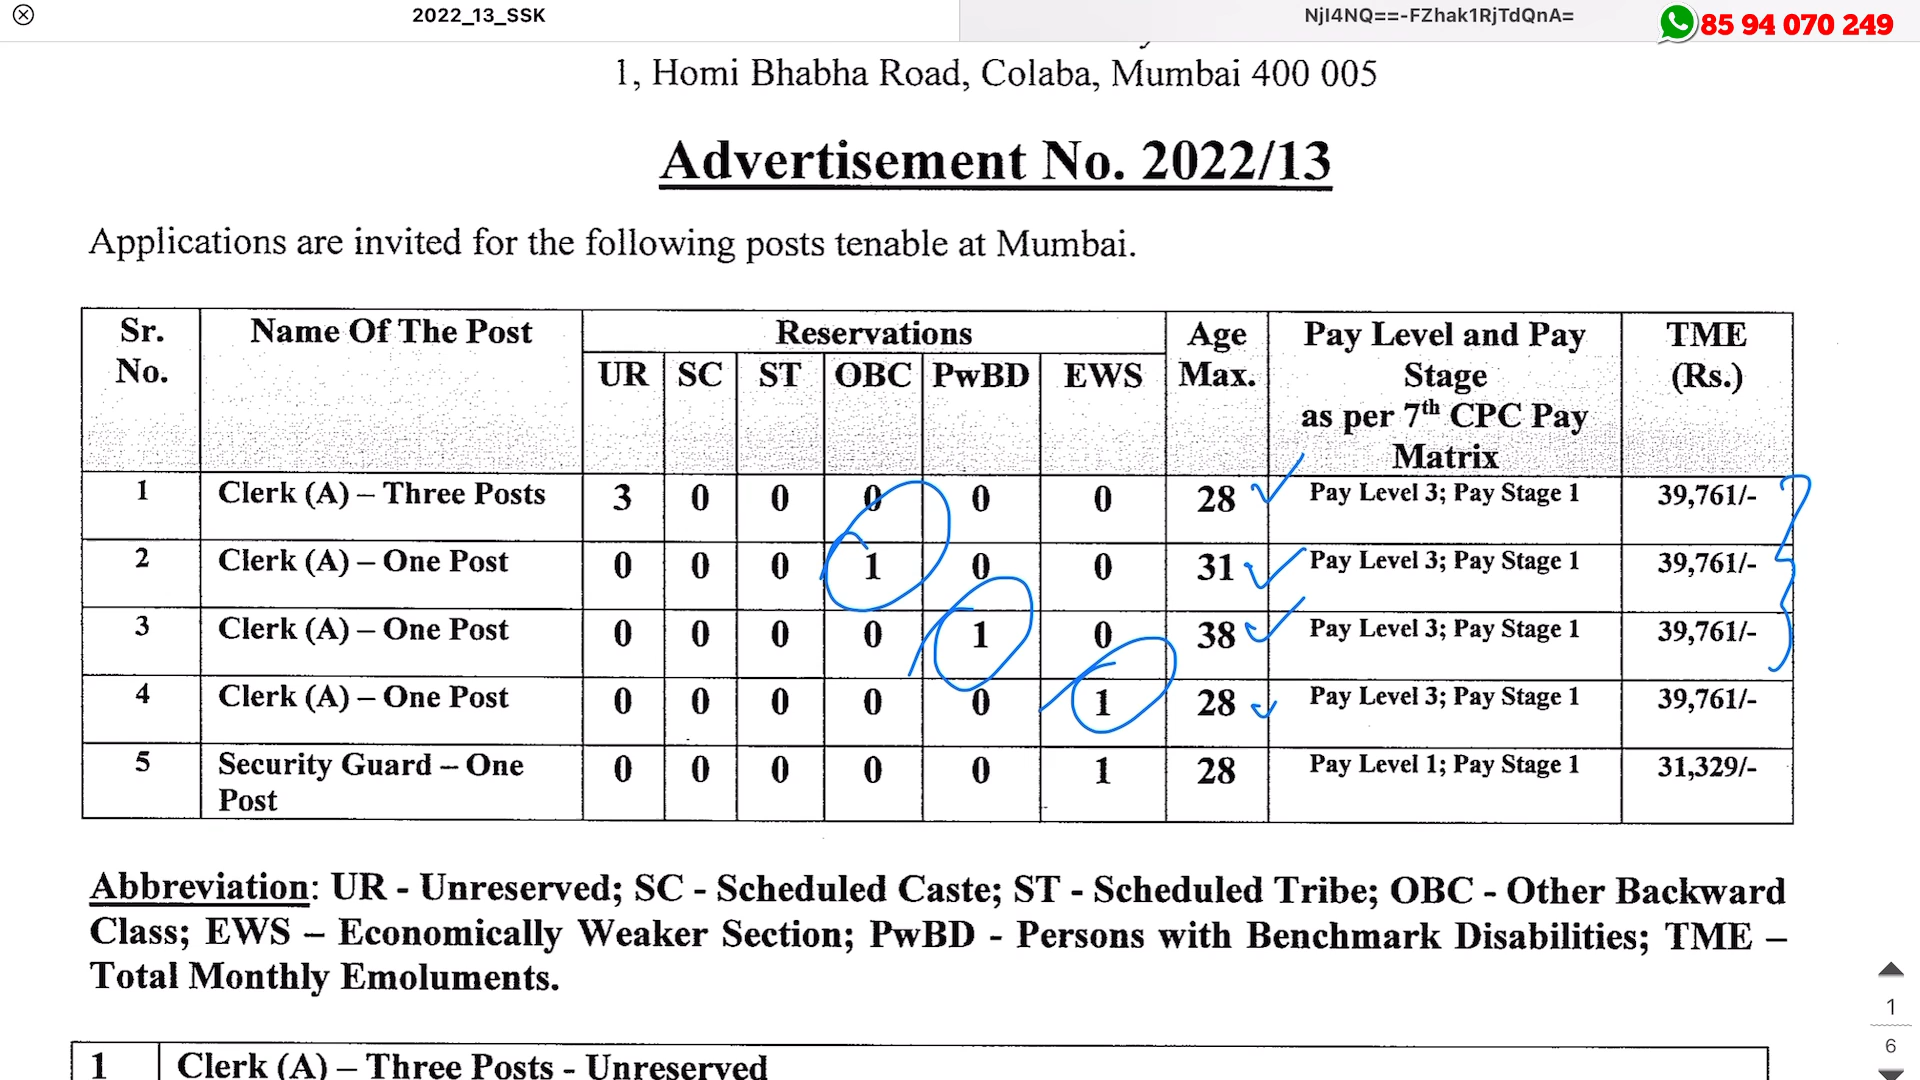 2022_13_SSK NjI4NQ==-FZhak1RjTdQnA= 85 94 070 249
1, Homi Bhabha Road, Colaba, Mumbai 400 005
Advertisement No. 2022/13
Applications are invited for the following posts tenable at Mumbai.
Sr. No. Name Of The Post Reservations Age Max. Pay Level and Pay Stage as per 7th CPC Pay Matrix TME (Rs.)
UR SC ST OBC PwBD EWS
1 Clerk (A) – Three Posts 3 0 0 0 0 0 28 Pay Level 3; Pay Stage 1 39,761/-
2 Clerk (A) – One Post 0 0 0 1 0 0 31 Pay Level 3; Pay Stage 1 39,761/-
3 Clerk (A) – One Post 0 0 0 0 1 0 38 Pay Level 3; Pay Stage 1 39,761/-
4 Clerk (A) – One Post 0 0 0 0 0 1 28 Pay Level 3; Pay Stage 1 39,761/-
5 Security Guard – One Post 0 0 0 0 0 1 28 Pay Level 1; Pay Stage 1 31,329/-
Abbreviation: UR - Unreserved; SC - Scheduled Caste; ST - Scheduled Tribe; OBC - Other Backward
Class; EWS – Economically Weaker Section; PwBD - Persons with Benchmark Disabilities; TME –
Total Monthly Emoluments.
1 Clerk (A) – Three Posts - Unreserved
1
6